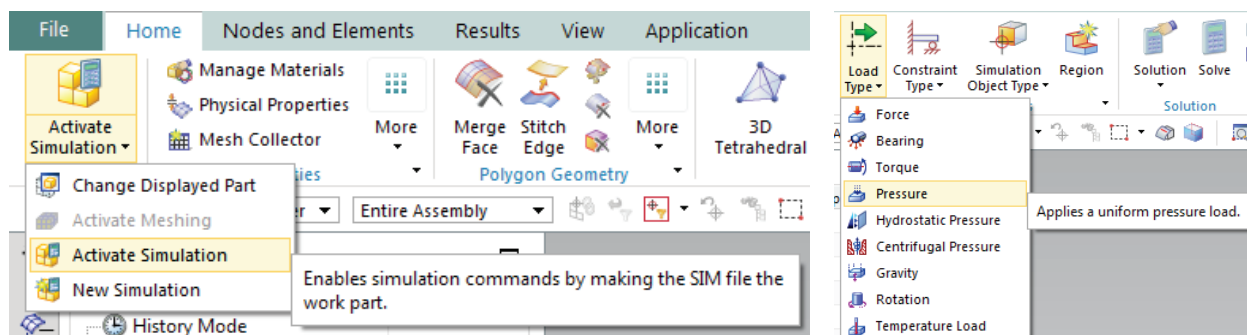 File Home Nodes and Elements Results View Application
Manage Materials
Physical Properties
Mesh Collector
Activate
Simulation
More
Merge
Face
Stitch
Edge
More
3D
Tetrahedral
Polygon Geometry
Change Displayed Part
Activate Meshing
Activate Simulation
New Simulation
Entire Assembly
Enables simulation commands by making the SIM file the
work part.
History Mode
Load
Type
Constraint
Type
Simulation
Object Type
Region
Solution
Solve
Solution
Force
Bearing
Torque
Pressure
Hydrostatic Pressure
Centrifugal Pressure
Gravity
Rotation
Temperature Load
Applies a uniform pressure load.